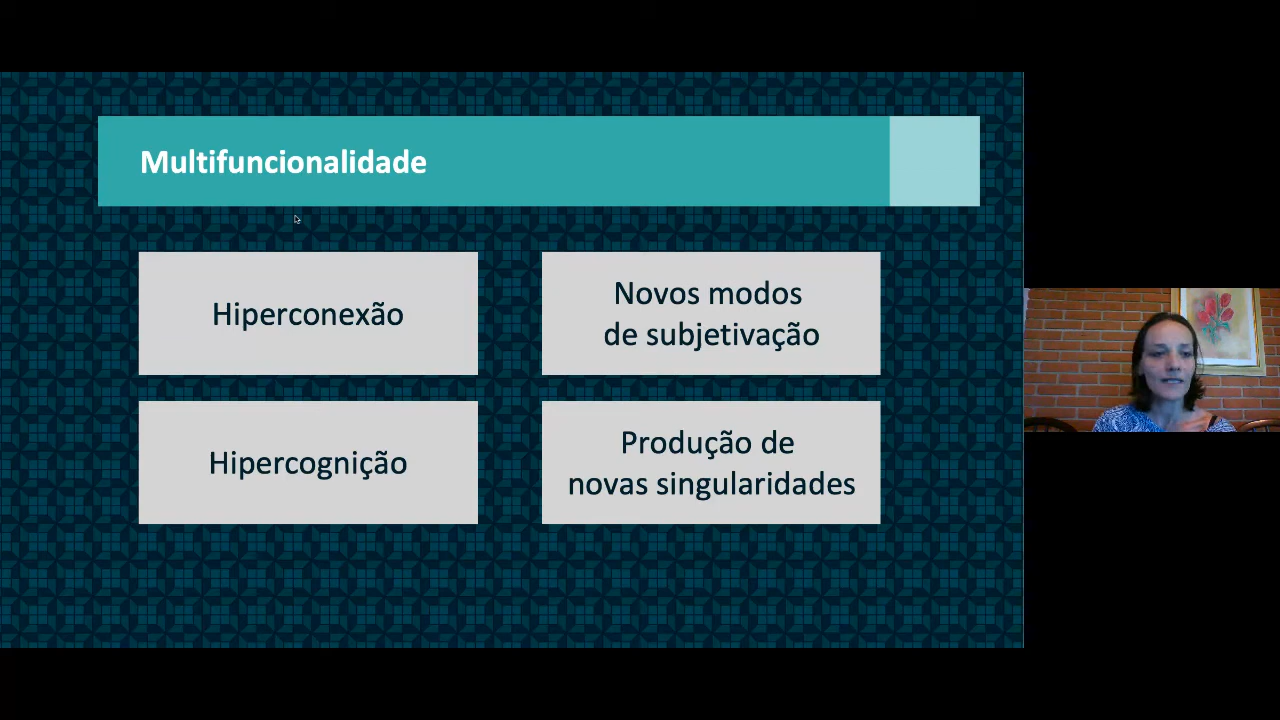 Multifuncionalidade
Hiperconexão
Novos modos
de subjetivação
Hipercognição
Produção de
novas singularidades